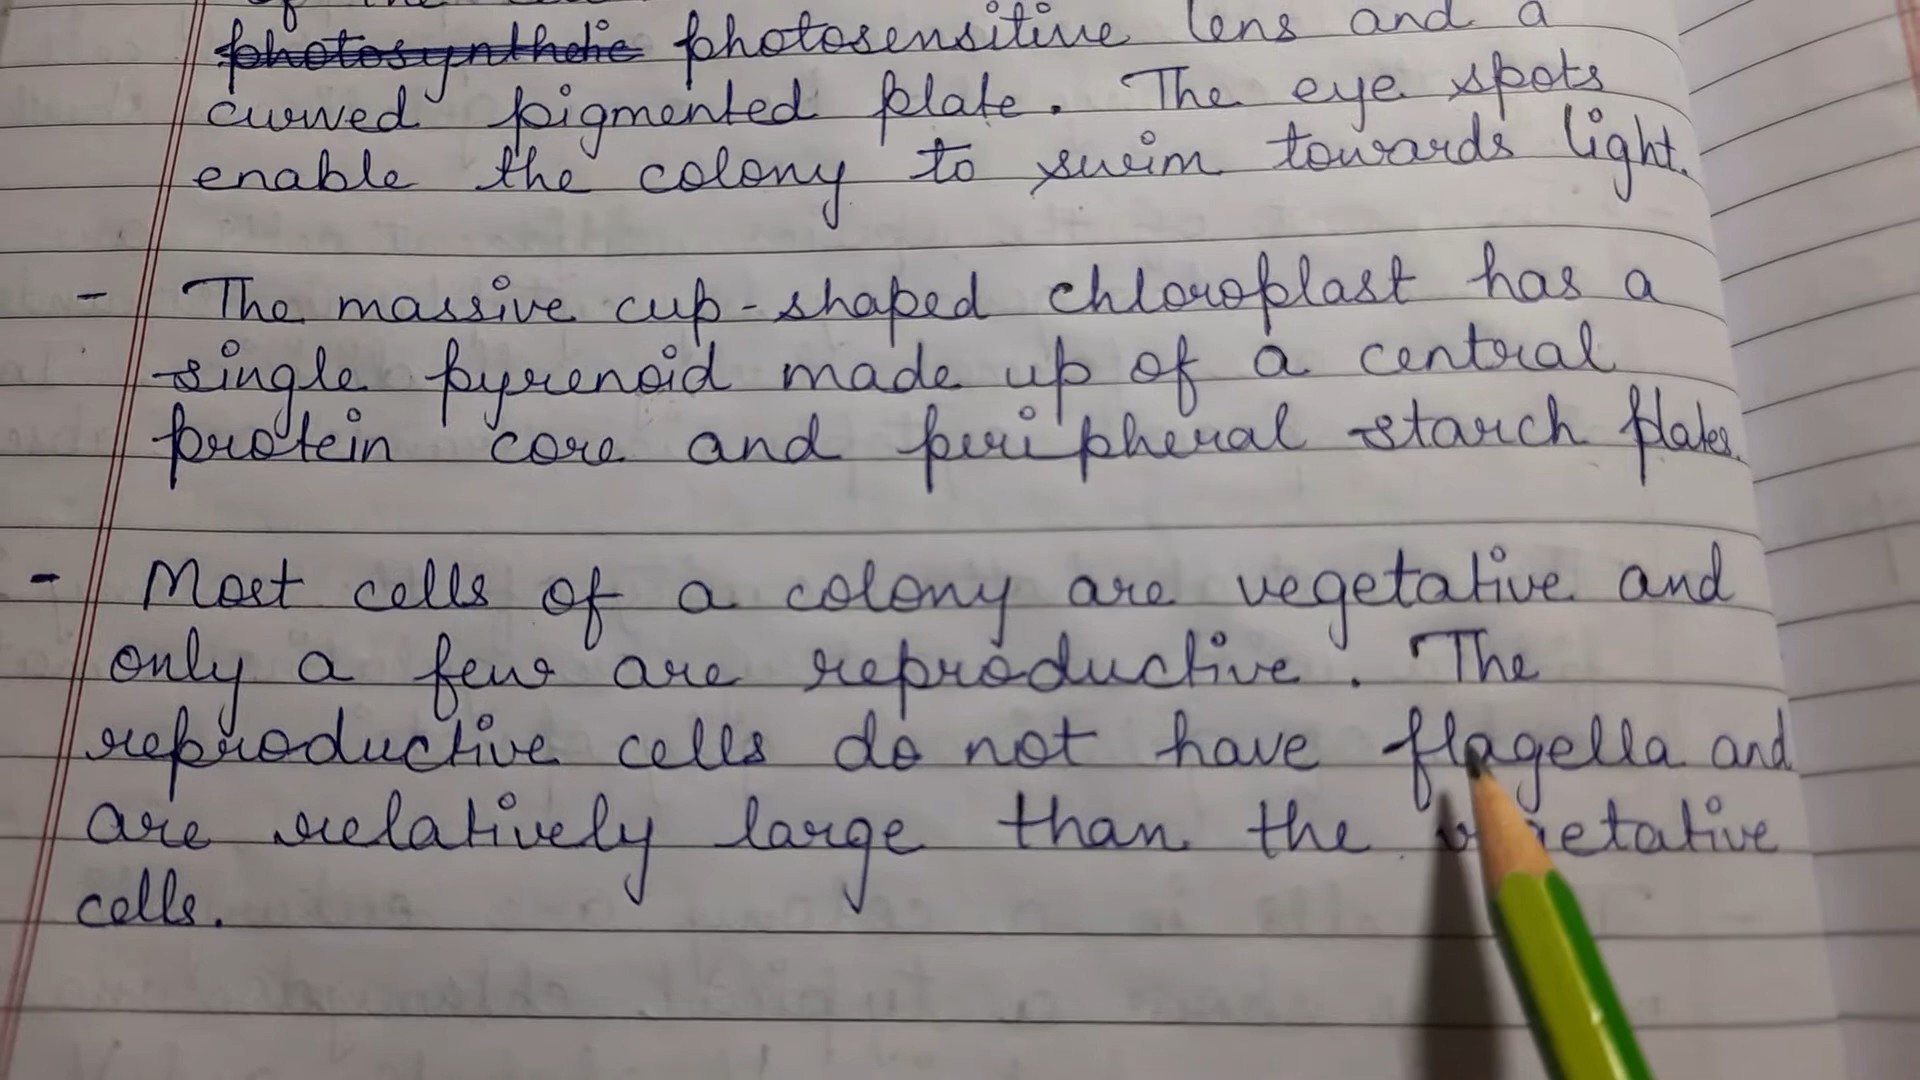 of the
photosynthetic photosensitive lens and a
curved pigmented plate. The eye spots
enable the colony to swim towards light.
- The massive cup-shaped chloroplast has a
single pyrenoid made up of a central
protein core and peripheral starch plates.
- Most cells of a colony are vegetative and
only a few are reproductive. The
reproductive cells do not have flagella and
are relatively large than the vegetative
cells.